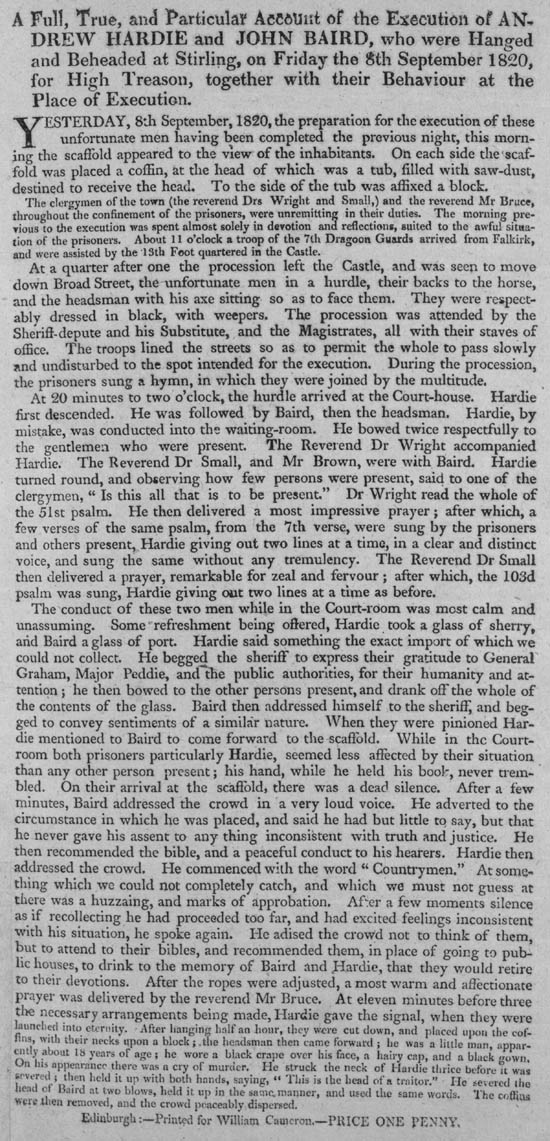 A Full, True, and Particular Account of the Execution of AN-
DREW HARDIE and JOHN BAIRD, who were Hanged
and Beheaded at Stirling, on Friday the 8th September 1820,
for High Treason, together with their Behaviour at the
Place of Execution.
YESTERDAY, 8th September, 1820, the preparation for the execution of these
unfortunate men having been completed the previous night, this morn-
ing the scaffold appeared to the view of the inhabitants. On each side the scaf-
fold was placed a coffin, at the head of which was a tub, filled with saw-dust,
destined to receive the head. To the side of the tub was affixed a block.
The clergymen of the town (the reverend Drs Wright and Small,) and the reverend Mr Bruce,
throughout the confinement of the prisoners, were unremitting in their duties. The morning pre-
vious to the execution was spent almost solely in devotion and reflections, suited to the awful situa-
tion of the prisoners. About 11 o'clock a troop of the 7th Dragoon Guards arrived from Falkirk,
and were assisted by the 13th Foot quartered in the Castle.
At a quarter after one the procession left the Castle, and was seen to move
down Broad Street, the unfortunate men in a hurdle, their backs to the horse,
and the headsman with his axe sitting so as to face them. They were respect-
ably dressed in black, with weepers. The procession was attended by the
Sheriff-depute and his Substitute, and the Magistrates, all with their staves of
office. The troops lined the streets so as to permit the whole to pass slowly
and undisturbed to the spot intended for the execution. During the procession,
the prisoners sung a hymn, in which they were joined by the multitude.
At 20 minutes to two o'clock, the hurdle arrived at the Court-house. Hardie
first descended. He was followed by Baird, then the headsman. Hardie, by
mistake, was conducted into the waiting-room. He bowed twice respectfully to
the gentlemen who were present. The Reverend Dr Wright accompanied
Hardie. The Reverend Dr Small, and Mr Brown, were with Baird. Hardie
turned round, and observing how few persons were present, said to one of the
clergymen, " Is this all that is to be present." Dr Wright read the whole of
the 51st psalm. He then delivered a most impressive prayer; after which, a
few verses of the same psalm, from the 7th verse, were sung by the prisoners
and others present, Hardie giving out two lines at a time, in a clear and distinct
voice, and sung the same without any tremulency. The Reverend Dr Small
then delivered a prayer, remarkable for zeal and fervour; after which, the 103d
psalm was sung, Hardie giving out two lines at a time as before.
The conduct of these two men while in the Court-room was most calm and
unassuming. Some refreshment being offered, Hardie took a glass of sherry,
and Baird a glass of port. Hardie said something the exact import of which we
could not collect. He begged the sheriff to express their gratitude to General
Graham, Major Peddie, and the public authorities, for their humanity and at-
tention; he then bowed to the other persons present, and drank off the whole of
the contents of the glass. Baird then addressed himself to the sheriff, and beg-
ged to convey sentiments of a similar nature. When they were pinioned Har-
die mentioned to Baird to come forward to the scaffold. While in the Court-
room both prisoners particularly Hardie, seemed less affected by their situation
than any other person present; his hand, while he held his book, never trem-
bled. On their arrival at the scaffold, there was a dead silence. After a few
minutes, Baird addressed the crowd in a very loud voice. He adverted to the
circumstance in which he was placed, and said he had but little to say, but that
he never gave his assent to any thing inconsistent with truth and justice. He
then recommended the bible, and a peaceful conduct to his hearers. Hardie then
addressed the crowd. He commenced with the word " Countrymen." At some-
thing which we could not completely catch, and which we must not guess at
there was a huzzaing, and marks of approbation. After a few moments silence
as if recollecting he had proceeded too far, and had excited feelings inconsistent
with his situation, he spoke again. He adised the crowd not to think of them,
but to attend to their bibles, and recommended them, in place of going to pub-
lic houses, to drink to the memory of Baird and Hardie, that they would retire
to their devotions. After the ropes were adjusted, a most warm and affectionate
prayer was delivered by the reverend Mr Bruce. At eleven minutes before three
the necessary arrangements being made, Hardie gave the signal, when they were
launched into eternity. After hanging half an hour, they were cut down, and placed upon the cof-
fins, with their necks upon a block; the headsman then came forward; he was a little man, appar-
ently about 18 years of age; he wore a black crape over his face, a hairy cap, and a black gown.
On his appearance there was a cry of murder. He struck the neck of Hardie thrice before it was
severed; then held it up with both hands, saying, " This is the head of a traitor." He severed the
head of Baird at two blows, held it up in the same manner, and used the same words. The coffins
were then removed, and the crowd peaceably dispersed.
Edinburgh:—Printed for William Cameron.—PRICE ONE PENNY.